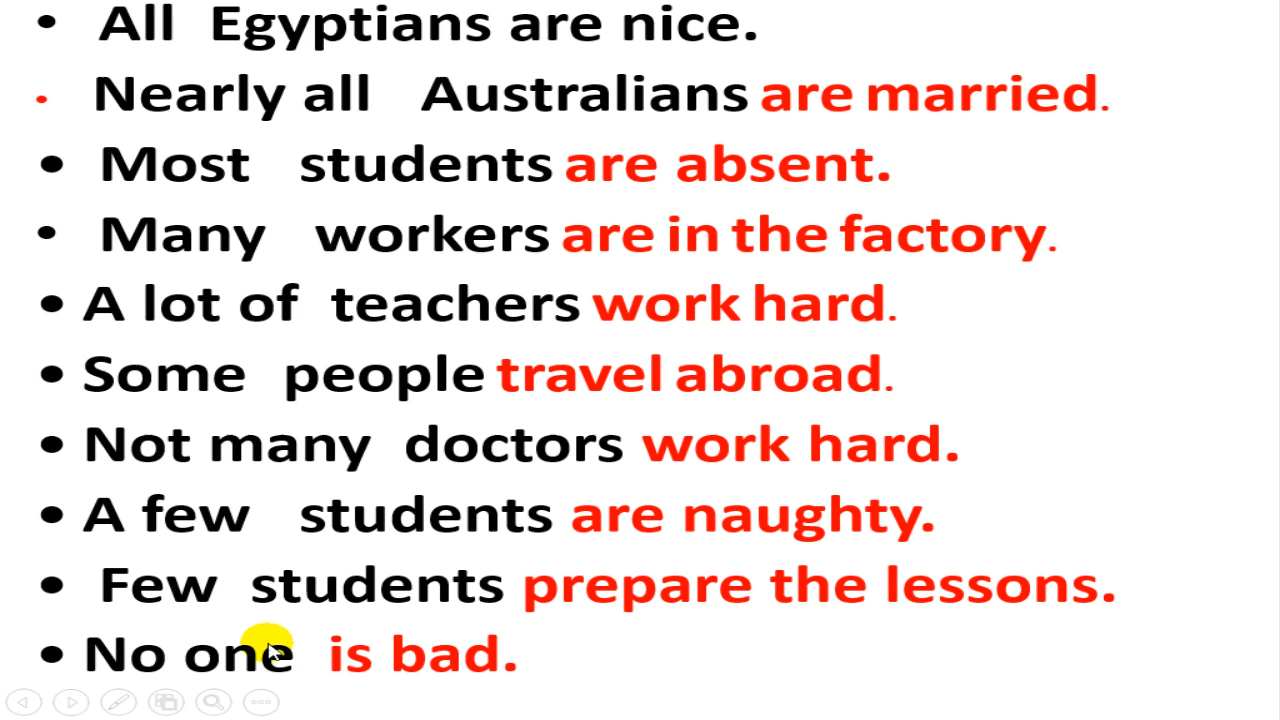 • All Egyptians are nice.
• Nearly all Australians are married.
• Most students are absent.
• Many workers are in the factory.
• A lot of teachers work hard.
• Some people travel abroad.
• Not many doctors work hard.
• A few students are naughty.
• Few students prepare the lessons.
• No one is bad.